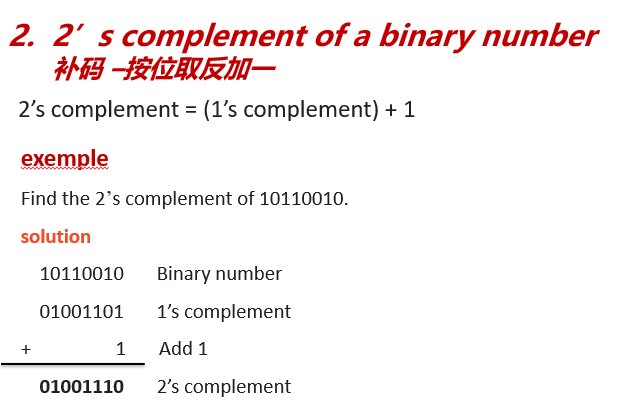 2. 2’s complement of a binary number
补码 –按位取反加一
2’s complement = (1’s complement) + 1
exemple
Find the 2’s complement of 10110010.
solution
10110010 Binary number
01001101 1’s complement
+ 1 Add 1
01001110 2’s complement